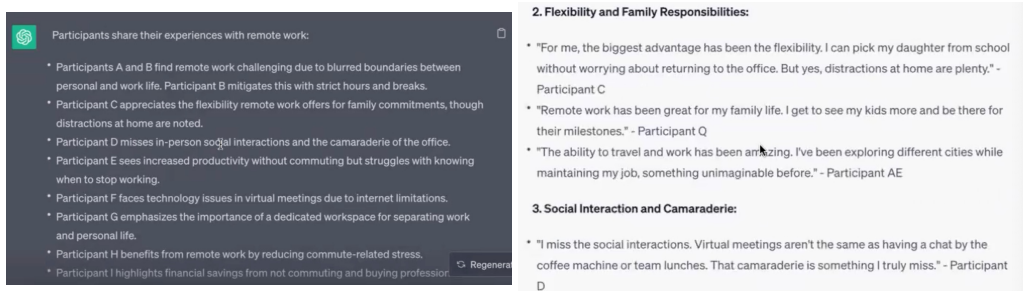 Participants share their experiences with remote work:
• Participants A and B find remote work challenging due to blurred boundaries between
personal and work life. Participant B mitigates this with strict hours and breaks.
• Participant C appreciates the flexibility remote work offers for family commitments, though
distractions at home are noted.
• Participant D misses in-person social interactions and the camaraderie of the office.
• Participant E sees increased productivity without commuting but struggles with knowing
when to stop working.
• Participant F faces technology issues in virtual meetings due to internet limitations.
• Participant G emphasizes the importance of a dedicated workspace for separating work
and personal life.
• Participant H benefits from remote work by reducing commute-related stress.
• Participant I highlights financial savings from not commuting and buying profession
Regenerat
2. Flexibility and Family Responsibilities:
• "For me, the biggest advantage has been the flexibility. I can pick my daughter from school
without worrying about returning to the office. But yes, distractions at home are plenty." -
Participant C
• "Remote work has been great for my family life. I get to see my kids more and be there for
their milestones." - Participant Q
• "The ability to travel and work has been amazing. I've been exploring different cities while
maintaining my job, something unimaginable before." - Participant AE
3. Social Interaction and Camaraderie:
• "I miss the social interactions. Virtual meetings aren't the same as having a chat by the
coffee machine or team lunches. That camaraderie is something I truly miss." - Participant
D